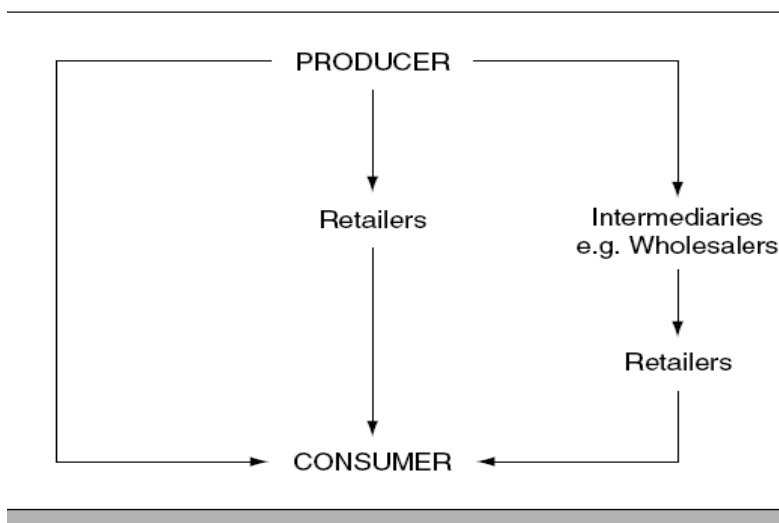 PRODUCER
Retailers
Intermediaries
e.g. Wholesalers
Retailers
CONSUMER